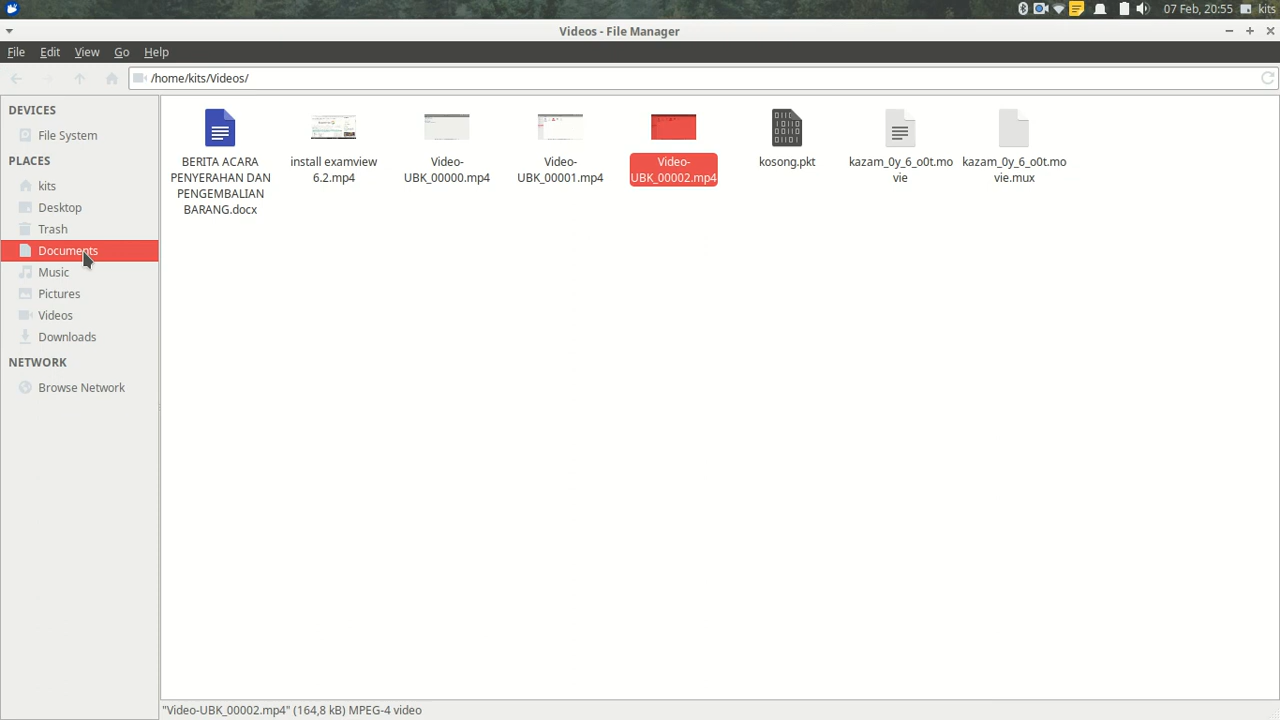 07 Feb, 20:55 kits
Videos - File Manager
File Edit View Go Help
/home/kits/Videos/
DEVICES
File System
PLACES
kits
Desktop
Trash
Documents
Music
Pictures
Videos
Downloads
NETWORK
Browse Network
BERITA ACARA
PENYERAHAN DAN
PENGEMBALIAN
BARANG.docx
install examview
6.2.mp4
Video-
UBK_00000.mp4
Video-
UBK_00001.mp4
Video-
UBK_00002.mp4
kosong.pkt
kazam_0y_6_o0t.mo
vie
kazam_0y_6_o0t.mo
vie.mux
"Video-UBK_00002.mp4" (164,8 kB) MPEG-4 video